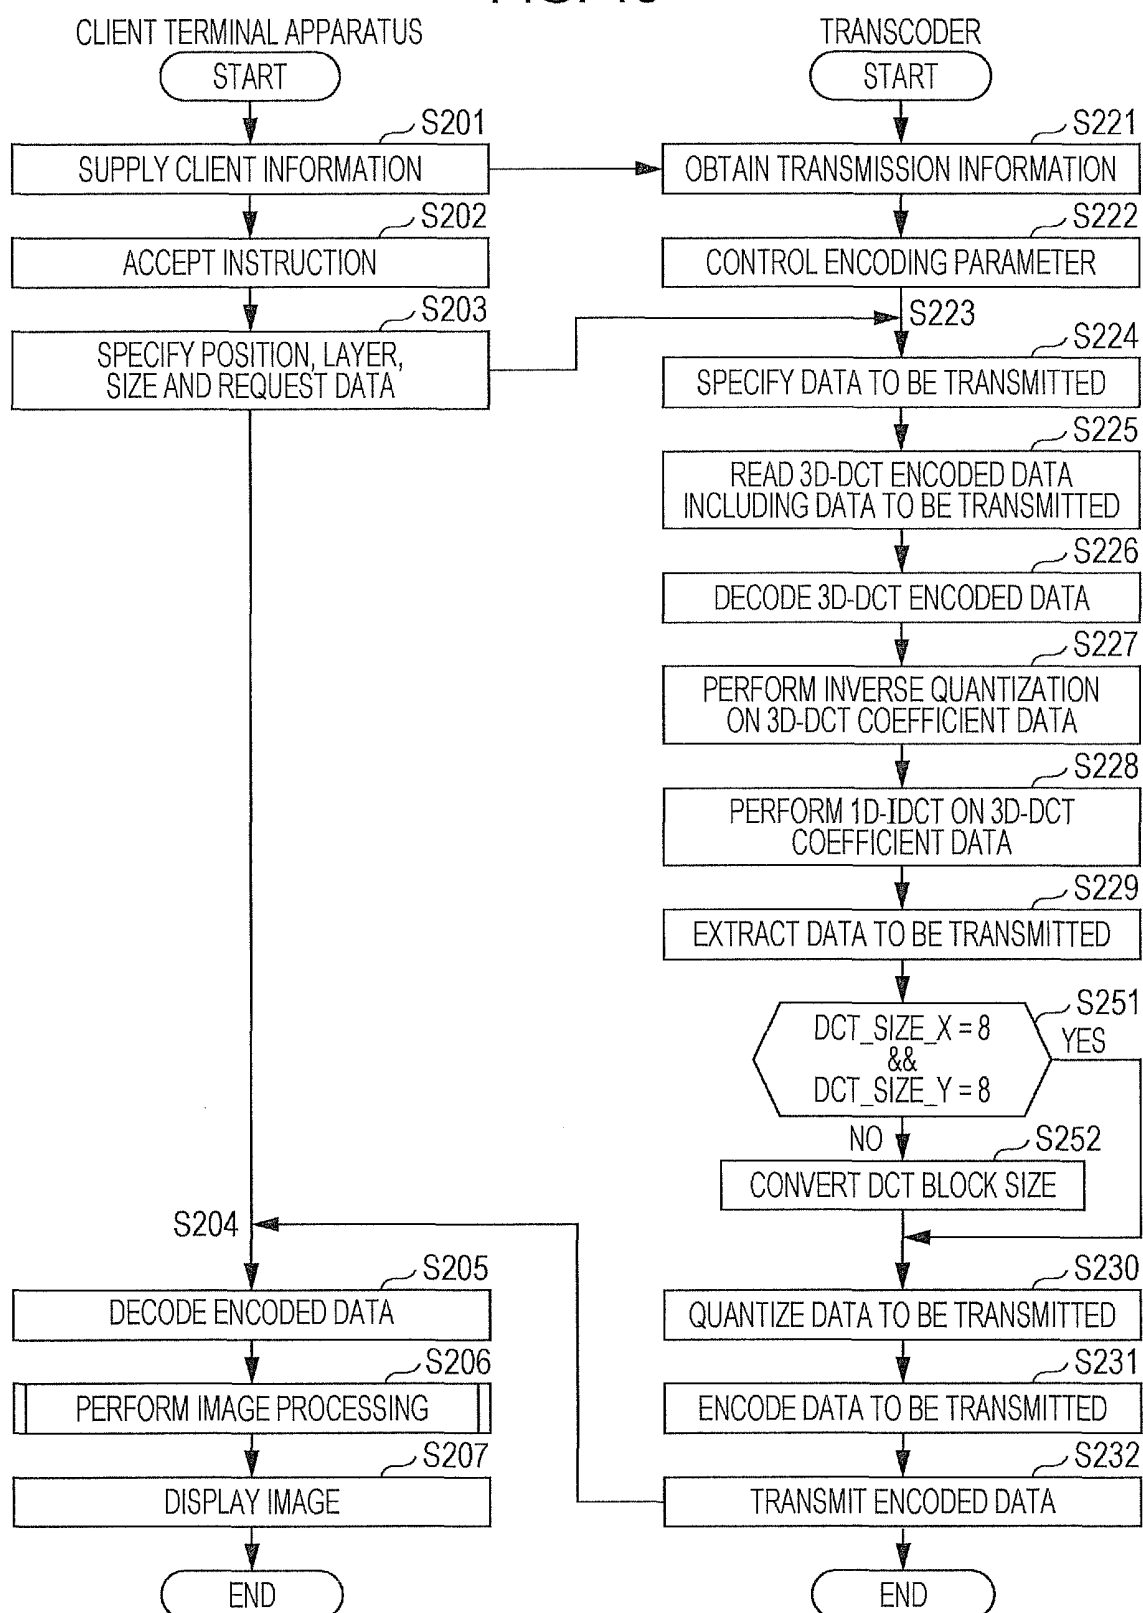 CLIENT TERMINAL APPARATUS
START
S201
SUPPLY CLIENT INFORMATION
S202
ACCEPT INSTRUCTION
S203
SPECIFY POSITION, LAYER,
SIZE AND REQUEST DATA
S204
S205
DECODE ENCODED DATA
S206
PERFORM IMAGE PROCESSING
S207
DISPLAY IMAGE
END
TRANSCODER
START
S221
OBTAIN TRANSMISSION INFORMATION
S222
CONTROL ENCODING PARAMETER
S223
S224
SPECIFY DATA TO BE TRANSMITTED
S225
READ 3D-DCT ENCODED DATA
INCLUDING DATA TO BE TRANSMITTED
S226
DECODE 3D-DCT ENCODED DATA
S227
PERFORM INVERSE QUANTIZATION
ON 3D-DCT COEFFICIENT DATA
S228
PERFORM 1D-IDCT ON 3D-DCT
COEFFICIENT DATA
S229
EXTRACT DATA TO BE TRANSMITTED
S251
DCT_SIZE_X = 8
&&
DCT_SIZE_Y = 8
YES
NO
S252
CONVERT DCT BLOCK SIZE
S230
QUANTIZE DATA TO BE TRANSMITTED
S231
ENCODE DATA TO BE TRANSMITTED
S232
TRANSMIT ENCODED DATA
END